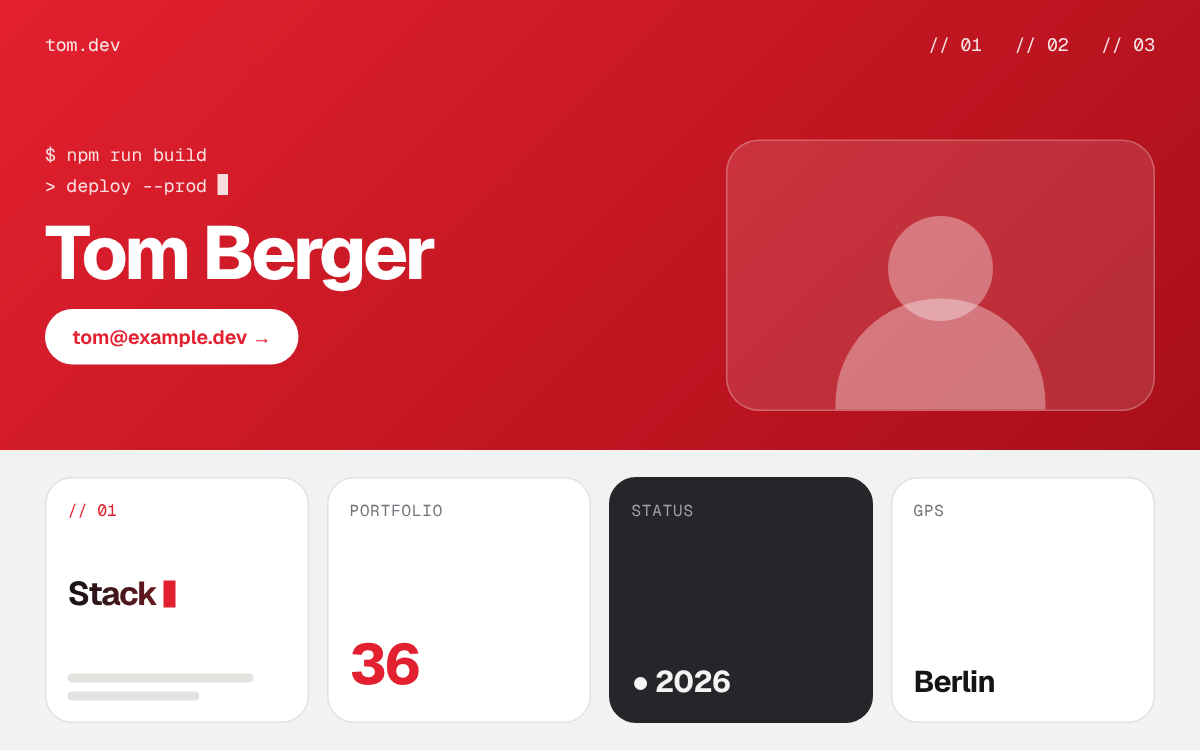 tom.dev
// 01 // 02 // 03
$ npm run build
> deploy --prod
Tom Berger
tom@example.dev →
// 01
Stack
PORTFOLIO
36
STATUS
● 2026
GPS
Berlin